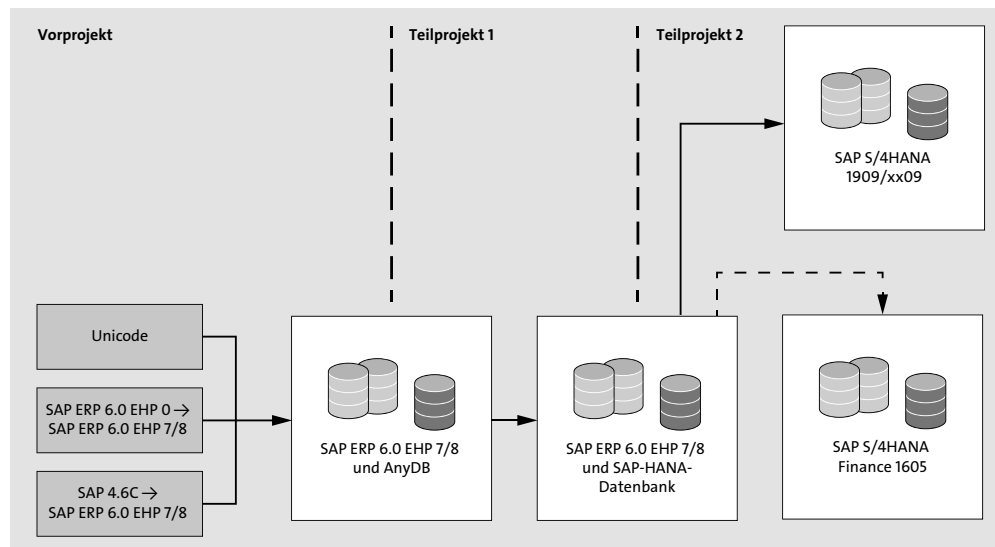 Vorprojekt
Teilprojekt 1
Teilprojekt 2
SAP S/4HANA
1909/xx09
Unicode
SAP ERP 6.0 EHP 0 →
SAP ERP 6.0 EHP 7/8
SAP 4.6C →
SAP ERP 6.0 EHP 7/8
SAP ERP 6.0 EHP 7/8
und AnyDB
SAP ERP 6.0 EHP 7/8
und SAP-HANA-
Datenbank
SAP S/4HANA
Finance 1605